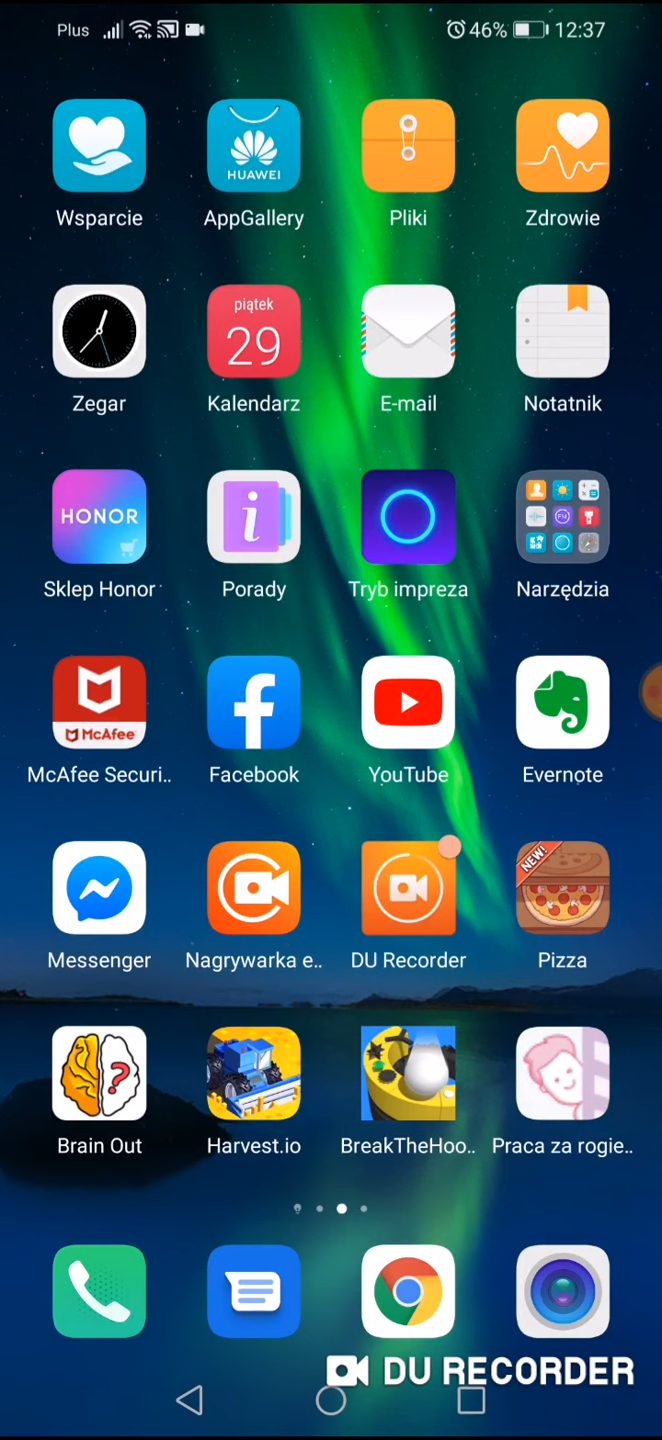 Plus 46% 12:37
HUAWEI
Wsparcie AppGallery Pliki Zdrowie
piątek
29
Zegar Kalendarz E-mail Notatnik
HONOR
i
Sklep Honor Porady Tryb impreza Narzędzia
McAfee
McAfee Securi.. Facebook YouTube Evernote
NEW!
Messenger Nagrywarka e.. DU Recorder Pizza
?
Brain Out Harvest.io BreakTheHoo.. Praca za rogie..
DU RECORDER